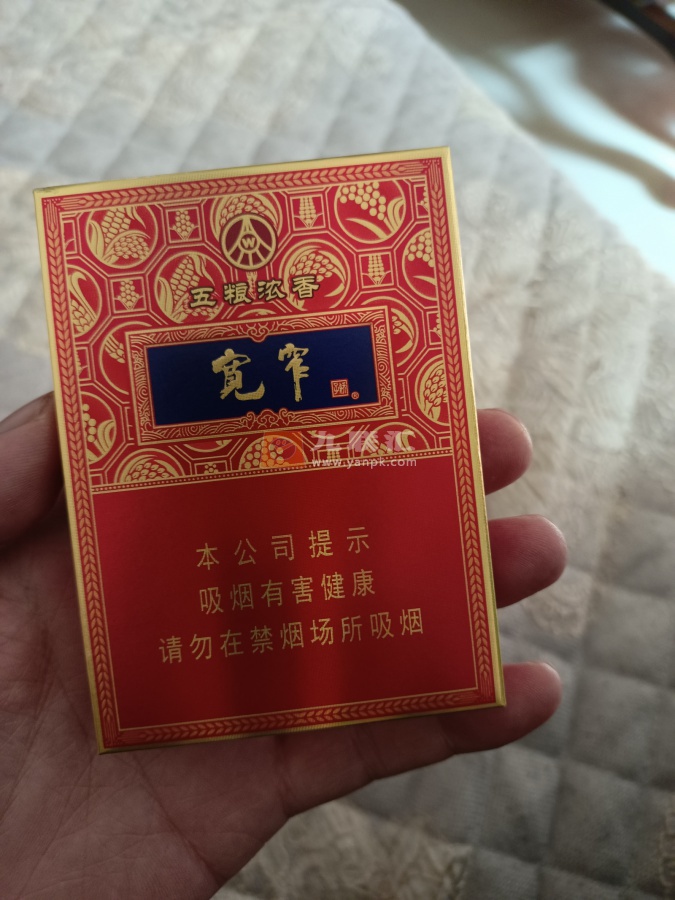 W
五粮浓香
宽窄
®
www.yanpk.com
本公司提示
吸烟有害健康
请勿在禁烟场所吸烟